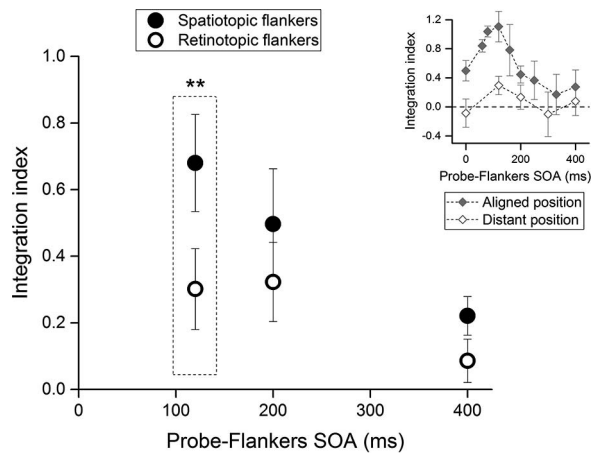 Spatiotopic flankers
Retinotopic flankers
**
Integration index
1.0
0.8
0.6
0.4
0.2
0.0
0
100
200
300
400
Probe-Flankers SOA (ms)
Integration index
1.2
0.8
0.4
0.0
-0.4
0
200
400
Probe-Flankers SOA (ms)
Aligned position
Distant position